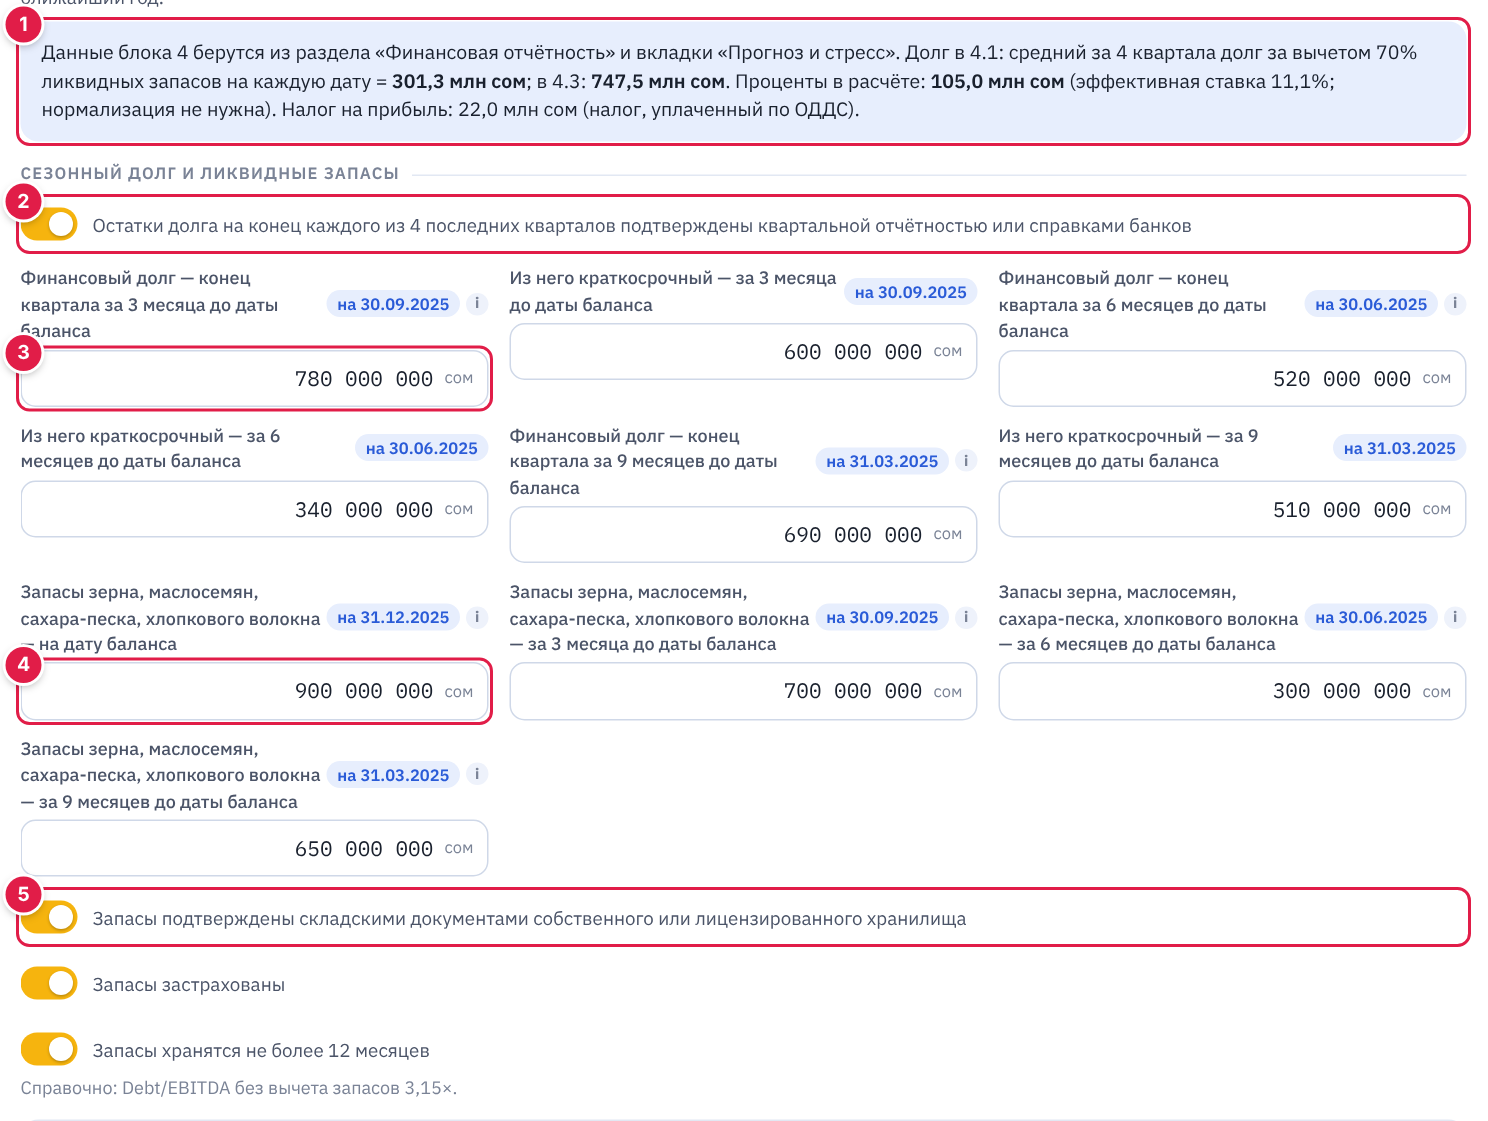 1
Данные блока 4 берутся из раздела «Финансовая отчётность» и вкладки «Прогноз и стресс». Долг в 4.1: средний за 4 квартала долг за вычетом 70%
ликвидных запасов на каждую дату = 301,3 млн сом; в 4.3: 747,5 млн сом. Проценты в расчёте: 105,0 млн сом (эффективная ставка 11,1%;
нормализация не нужна). Налог на прибыль: 22,0 млн сом (налог, уплаченный по ОДДС).
СЕЗОННЫЙ ДОЛГ И ЛИКВИДНЫЕ ЗАПАСЫ
2
Остатки долга на конец каждого из 4 последних кварталов подтверждены квартальной отчётностью или справками банков
Финансовый долг — конец
квартала за 3 месяца до даты
баланса
на 30.09.2025 i
3
780 000 000 сом
Из него краткосрочный — за 3 месяца
до даты баланса
на 30.09.2025
600 000 000 сом
Финансовый долг — конец
квартала за 6 месяцев до даты
баланса
на 30.06.2025 i
520 000 000 сом
Из него краткосрочный — за 6
месяцев до даты баланса
на 30.06.2025
340 000 000 сом
Финансовый долг — конец
квартала за 9 месяцев до даты
баланса
на 31.03.2025 i
690 000 000 сом
Из него краткосрочный — за 9
месяцев до даты баланса
на 31.03.2025
510 000 000 сом
Запасы зерна, маслосемян,
сахара-песка, хлопкового волокна
— на дату баланса
на 31.12.2025 i
4
900 000 000 сом
Запасы зерна, маслосемян,
сахара-песка, хлопкового волокна
— за 3 месяца до даты баланса
на 30.09.2025 i
700 000 000 сом
Запасы зерна, маслосемян,
сахара-песка, хлопкового волокна
— за 6 месяцев до даты баланса
на 30.06.2025 i
300 000 000 сом
Запасы зерна, маслосемян,
сахара-песка, хлопкового волокна
— за 9 месяцев до даты баланса
на 31.03.2025 i
650 000 000 сом
5
Запасы подтверждены складскими документами собственного или лицензированного хранилища
Запасы застрахованы
Запасы хранятся не более 12 месяцев
Справочно: Debt/EBITDA без вычета запасов 3,15×.